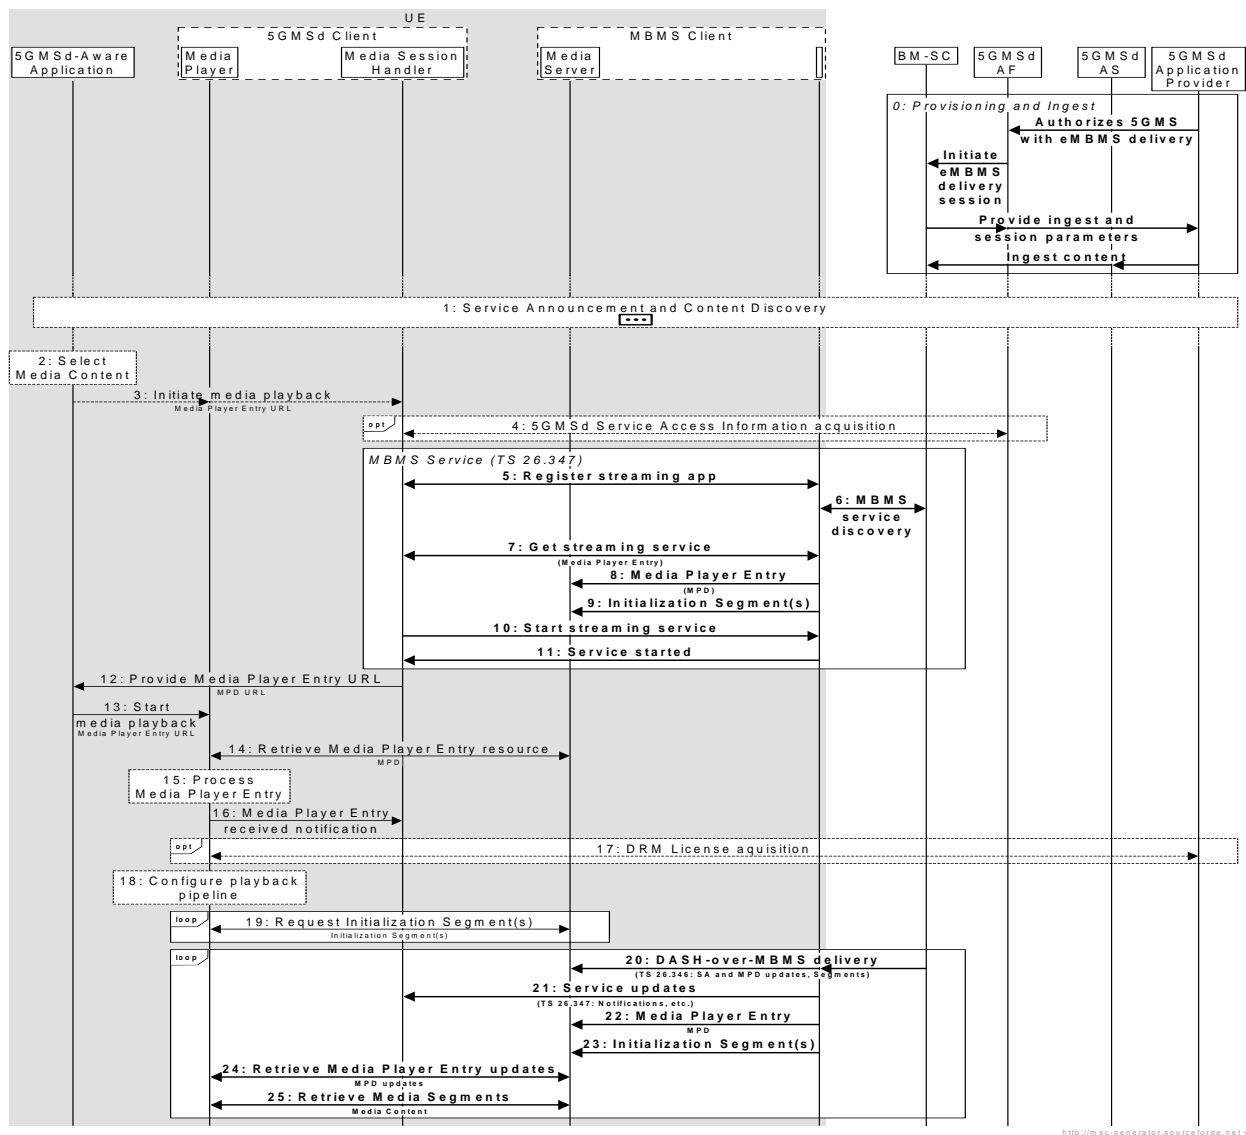 UE
5GMSd Client
MBMS Client
5GMSd-Aware
Application
Media
Player
Media Session
Handler
Media
Server
BM-SC
5GMSd
AF
5GMSd
AS
5GMSd
Application
Provider
0: Provisioning and Ingest
Authorizes 5GMS
with eMBMS delivery
Initiate
eMBMS
delivery
session
Provide ingest and
session parameters
Ingest content
1: Service Announcement and Content Discovery
2: Select
Media Content
3: Initiate media playback
Media Player Entry URL
opt
4: 5GMSd Service Access Information acquisition
MBMS Service (TS 26.347)
5: Register streaming app
6: MBMS
service
discovery
7: Get streaming service
(Media Player Entry)
8: Media Player Entry
(MPD)
9: Initialization Segment(s)
10: Start streaming service
11: Service started
12: Provide Media Player Entry URL
MPD URL
13: Start
media playback
Media Player Entry URL
14: Retrieve Media Player Entry resource
MPD
15: Process
Media Player Entry
16: Media Player Entry
received notification
opt
17: DRM License aquisition
18: Configure playback
pipeline
loop
19: Request Initialization Segment(s)
Initialization Segment(s)
loop
20: DASH-over-MBMS delivery
(TS 26.346: SA and MPD updates, Segments)
21: Service updates
(TS 26.347: Notifications, etc.)
22: Media Player Entry
MPD
23: Initialization Segment(s)
24: Retrieve Media Player Entry updates
MPD updates
25: Retrieve Media Segments
Media Content
http://msc-generator.sourceforge.net v